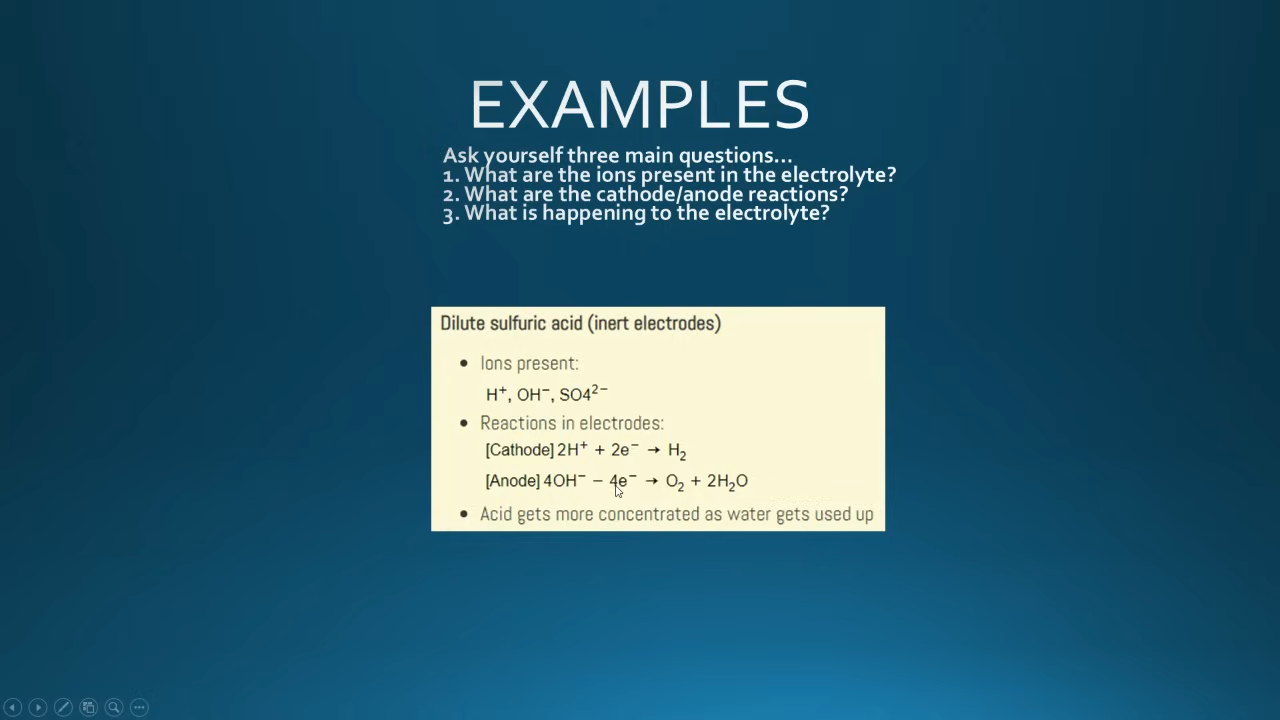 EXAMPLES
Ask yourself three main questions...
1. What are the ions present in the electrolyte?
2. What are the cathode/anode reactions?
3. What is happening to the electrolyte?
Dilute sulfuric acid (inert electrodes)
• Ions present:
H⁺, OH⁻, SO4²⁻
• Reactions in electrodes:
[Cathode] 2H⁺ + 2e⁻ → H₂
[Anode] 4OH⁻ − 4e⁻ → O₂ + 2H₂O
• Acid gets more concentrated as water gets used up